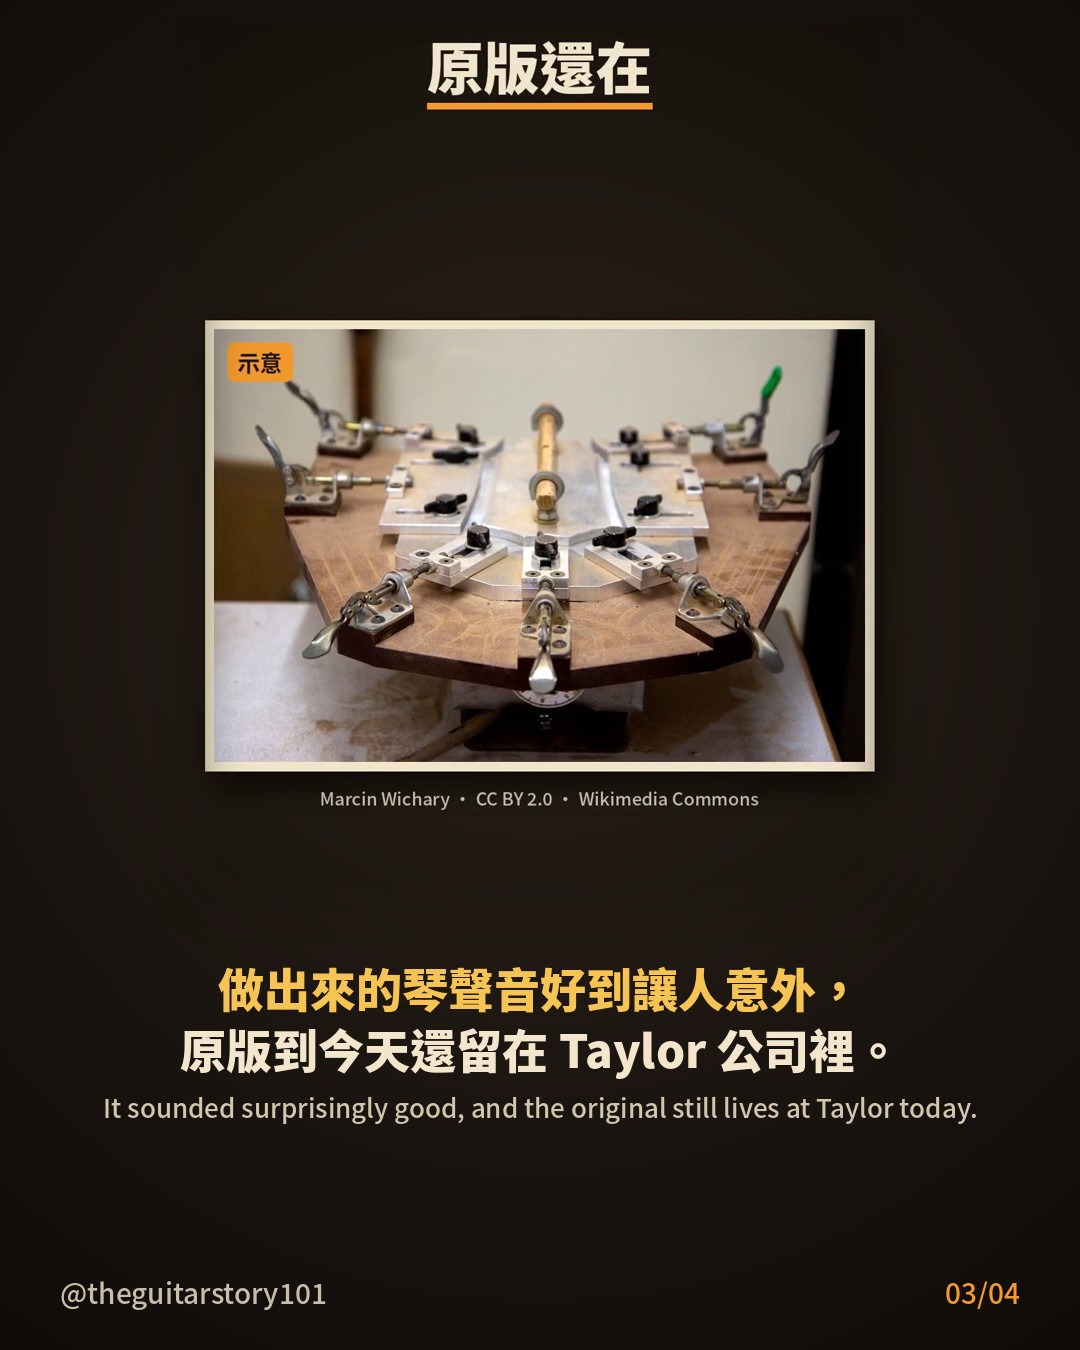 原版還在
示意
Marcin Wichary • CC BY 2.0 • Wikimedia Commons
做出來的琴聲音好到讓人意外，
原版到今天還留在 Taylor 公司裡。
It sounded surprisingly good, and the original still lives at Taylor today.
@theguitarstory101
03/04